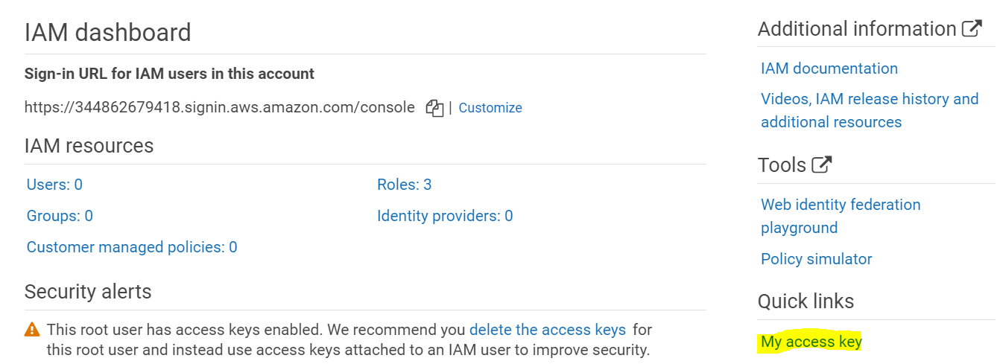 IAM dashboard
Sign-in URL for IAM users in this account
https://344862679418.signin.aws.amazon.com/console | Customize
IAM resources
Users: 0
Roles: 3
Groups: 0
Identity providers: 0
Customer managed policies: 0
Security alerts
This root user has access keys enabled. We recommend you delete the access keys for
this root user and instead use access keys attached to an IAM user to improve security.
Additional information
IAM documentation
Videos, IAM release history and
additional resources
Tools
Web identity federation
playground
Policy simulator
Quick links
My access key